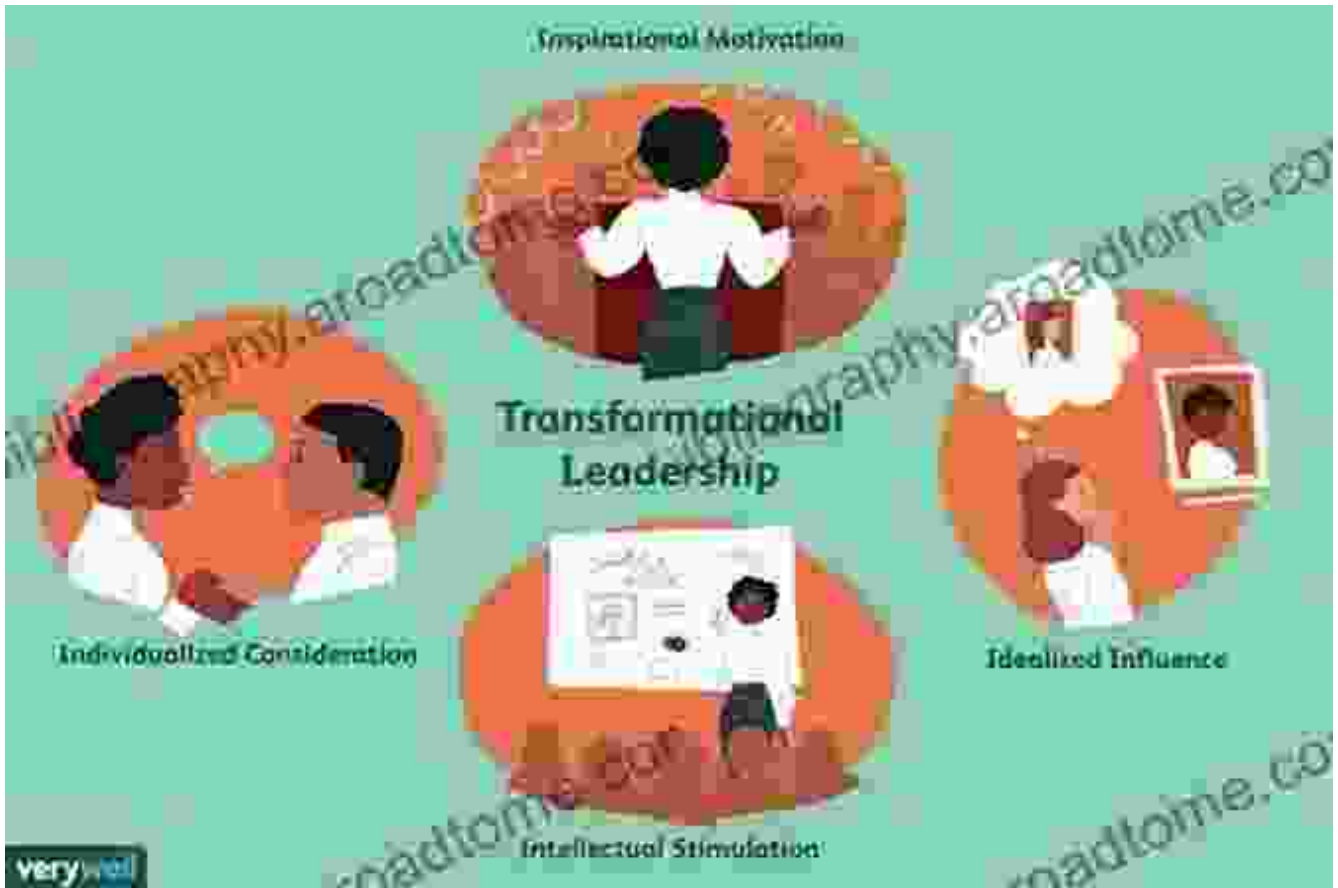 Inspirational Motivation
Transformational
Leadership
Individualized Consideration
Idealized Influence
Intellectual Stimulation
verywell